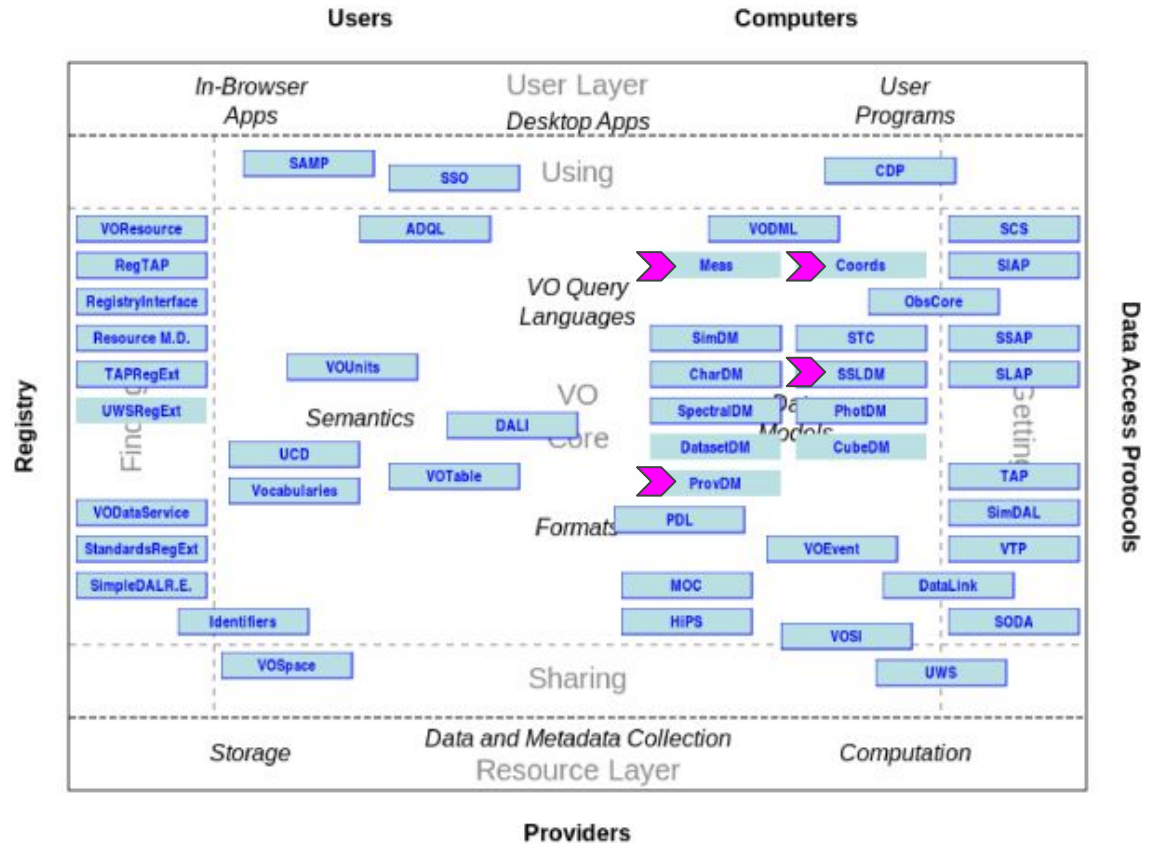 Users
Computers
In-Browser
Apps
User Layer
Desktop Apps
User
Programs
SAMP
SSO
Using
CDP
VOResource
ADQL
VODML
SCS
RegTAP
Meas
Coords
SIAP
RegistryInterface
VO Query
Languages
ObsCore
Resource M.D.
SimDM
STC
SSAP
TAPRegExt
VOUnits
CharDM
SSLDM
SLAP
UWSRegExt
Semantics
VO
Core
DALI
SpectralDM
PhotDM
Models
UCD
DatasetDM
CubeDM
Getting
Vocabularies
VOTable
ProvDM
TAP
VODataService
Formats
PDL
SimDAL
StandardsRegExt
VOEvent
VTP
SimpleDALR.E.
MOC
DataLink
Identifiers
HiPS
VOSI
SODA
VOSpace
Sharing
UWS
Storage
Data and Metadata Collection
Resource Layer
Computation
Providers
Registry
Data Access Protocols